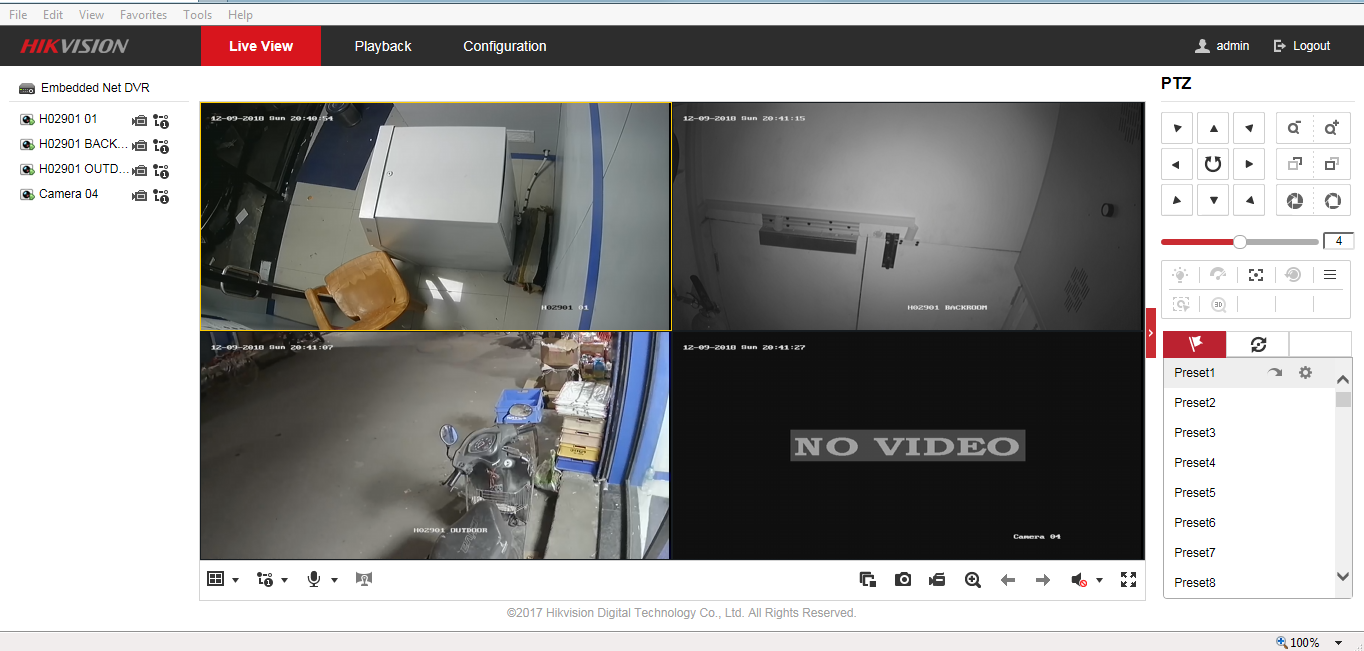 File Edit View Favorites Tools Help
HIKVISION Live View Playback Configuration admin Logout
Embedded Net DVR
H02901 01
H02901 BACK...
H02901 OUTD...
Camera 04
12-09-2018 Sun 20:40:54
H02901 01
12-09-2018 Sun 20:41:15
H02901 BACKROOM
12-09-2018 Sun 20:41:07
H02901 OUTDOOR
12-09-2018 Sun 20:41:27
NO VIDEO
Camera 04
PTZ
4
3D
Preset1
Preset2
Preset3
Preset4
Preset5
Preset6
Preset7
Preset8
©2017 Hikvision Digital Technology Co., Ltd. All Rights Reserved.
100%